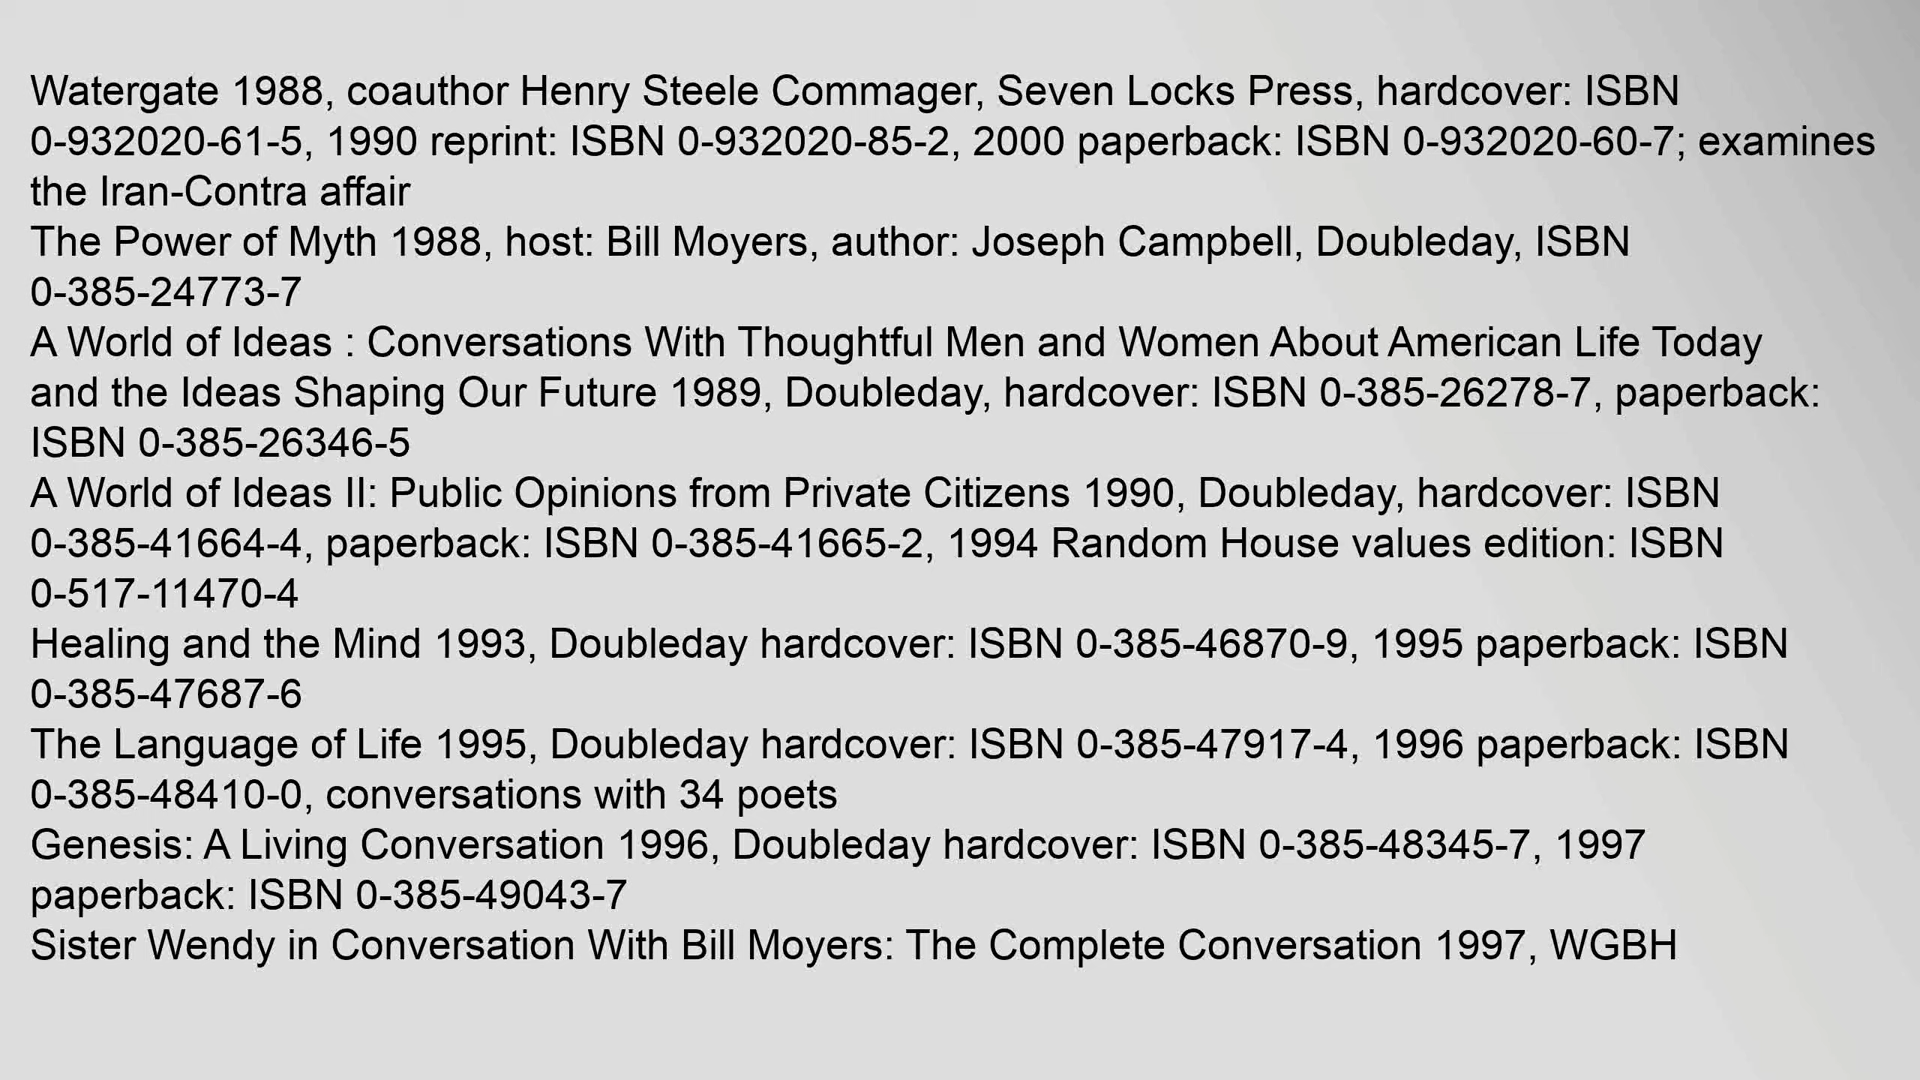 Watergate 1988, coauthor Henry Steele Commager, Seven Locks Press, hardcover: ISBN
0-932020-61-5, 1990 reprint: ISBN 0-932020-85-2, 2000 paperback: ISBN 0-932020-60-7; examines
the Iran-Contra affair
The Power of Myth 1988, host: Bill Moyers, author: Joseph Campbell, Doubleday, ISBN
0-385-24773-7
A World of Ideas : Conversations With Thoughtful Men and Women About American Life Today
and the Ideas Shaping Our Future 1989, Doubleday, hardcover: ISBN 0-385-26278-7, paperback:
ISBN 0-385-26346-5
A World of Ideas II: Public Opinions from Private Citizens 1990, Doubleday, hardcover: ISBN
0-385-41664-4, paperback: ISBN 0-385-41665-2, 1994 Random House values edition: ISBN
0-517-11470-4
Healing and the Mind 1993, Doubleday hardcover: ISBN 0-385-46870-9, 1995 paperback: ISBN
0-385-47687-6
The Language of Life 1995, Doubleday hardcover: ISBN 0-385-47917-4, 1996 paperback: ISBN
0-385-48410-0, conversations with 34 poets
Genesis: A Living Conversation 1996, Doubleday hardcover: ISBN 0-385-48345-7, 1997
paperback: ISBN 0-385-49043-7
Sister Wendy in Conversation With Bill Moyers: The Complete Conversation 1997, WGBH